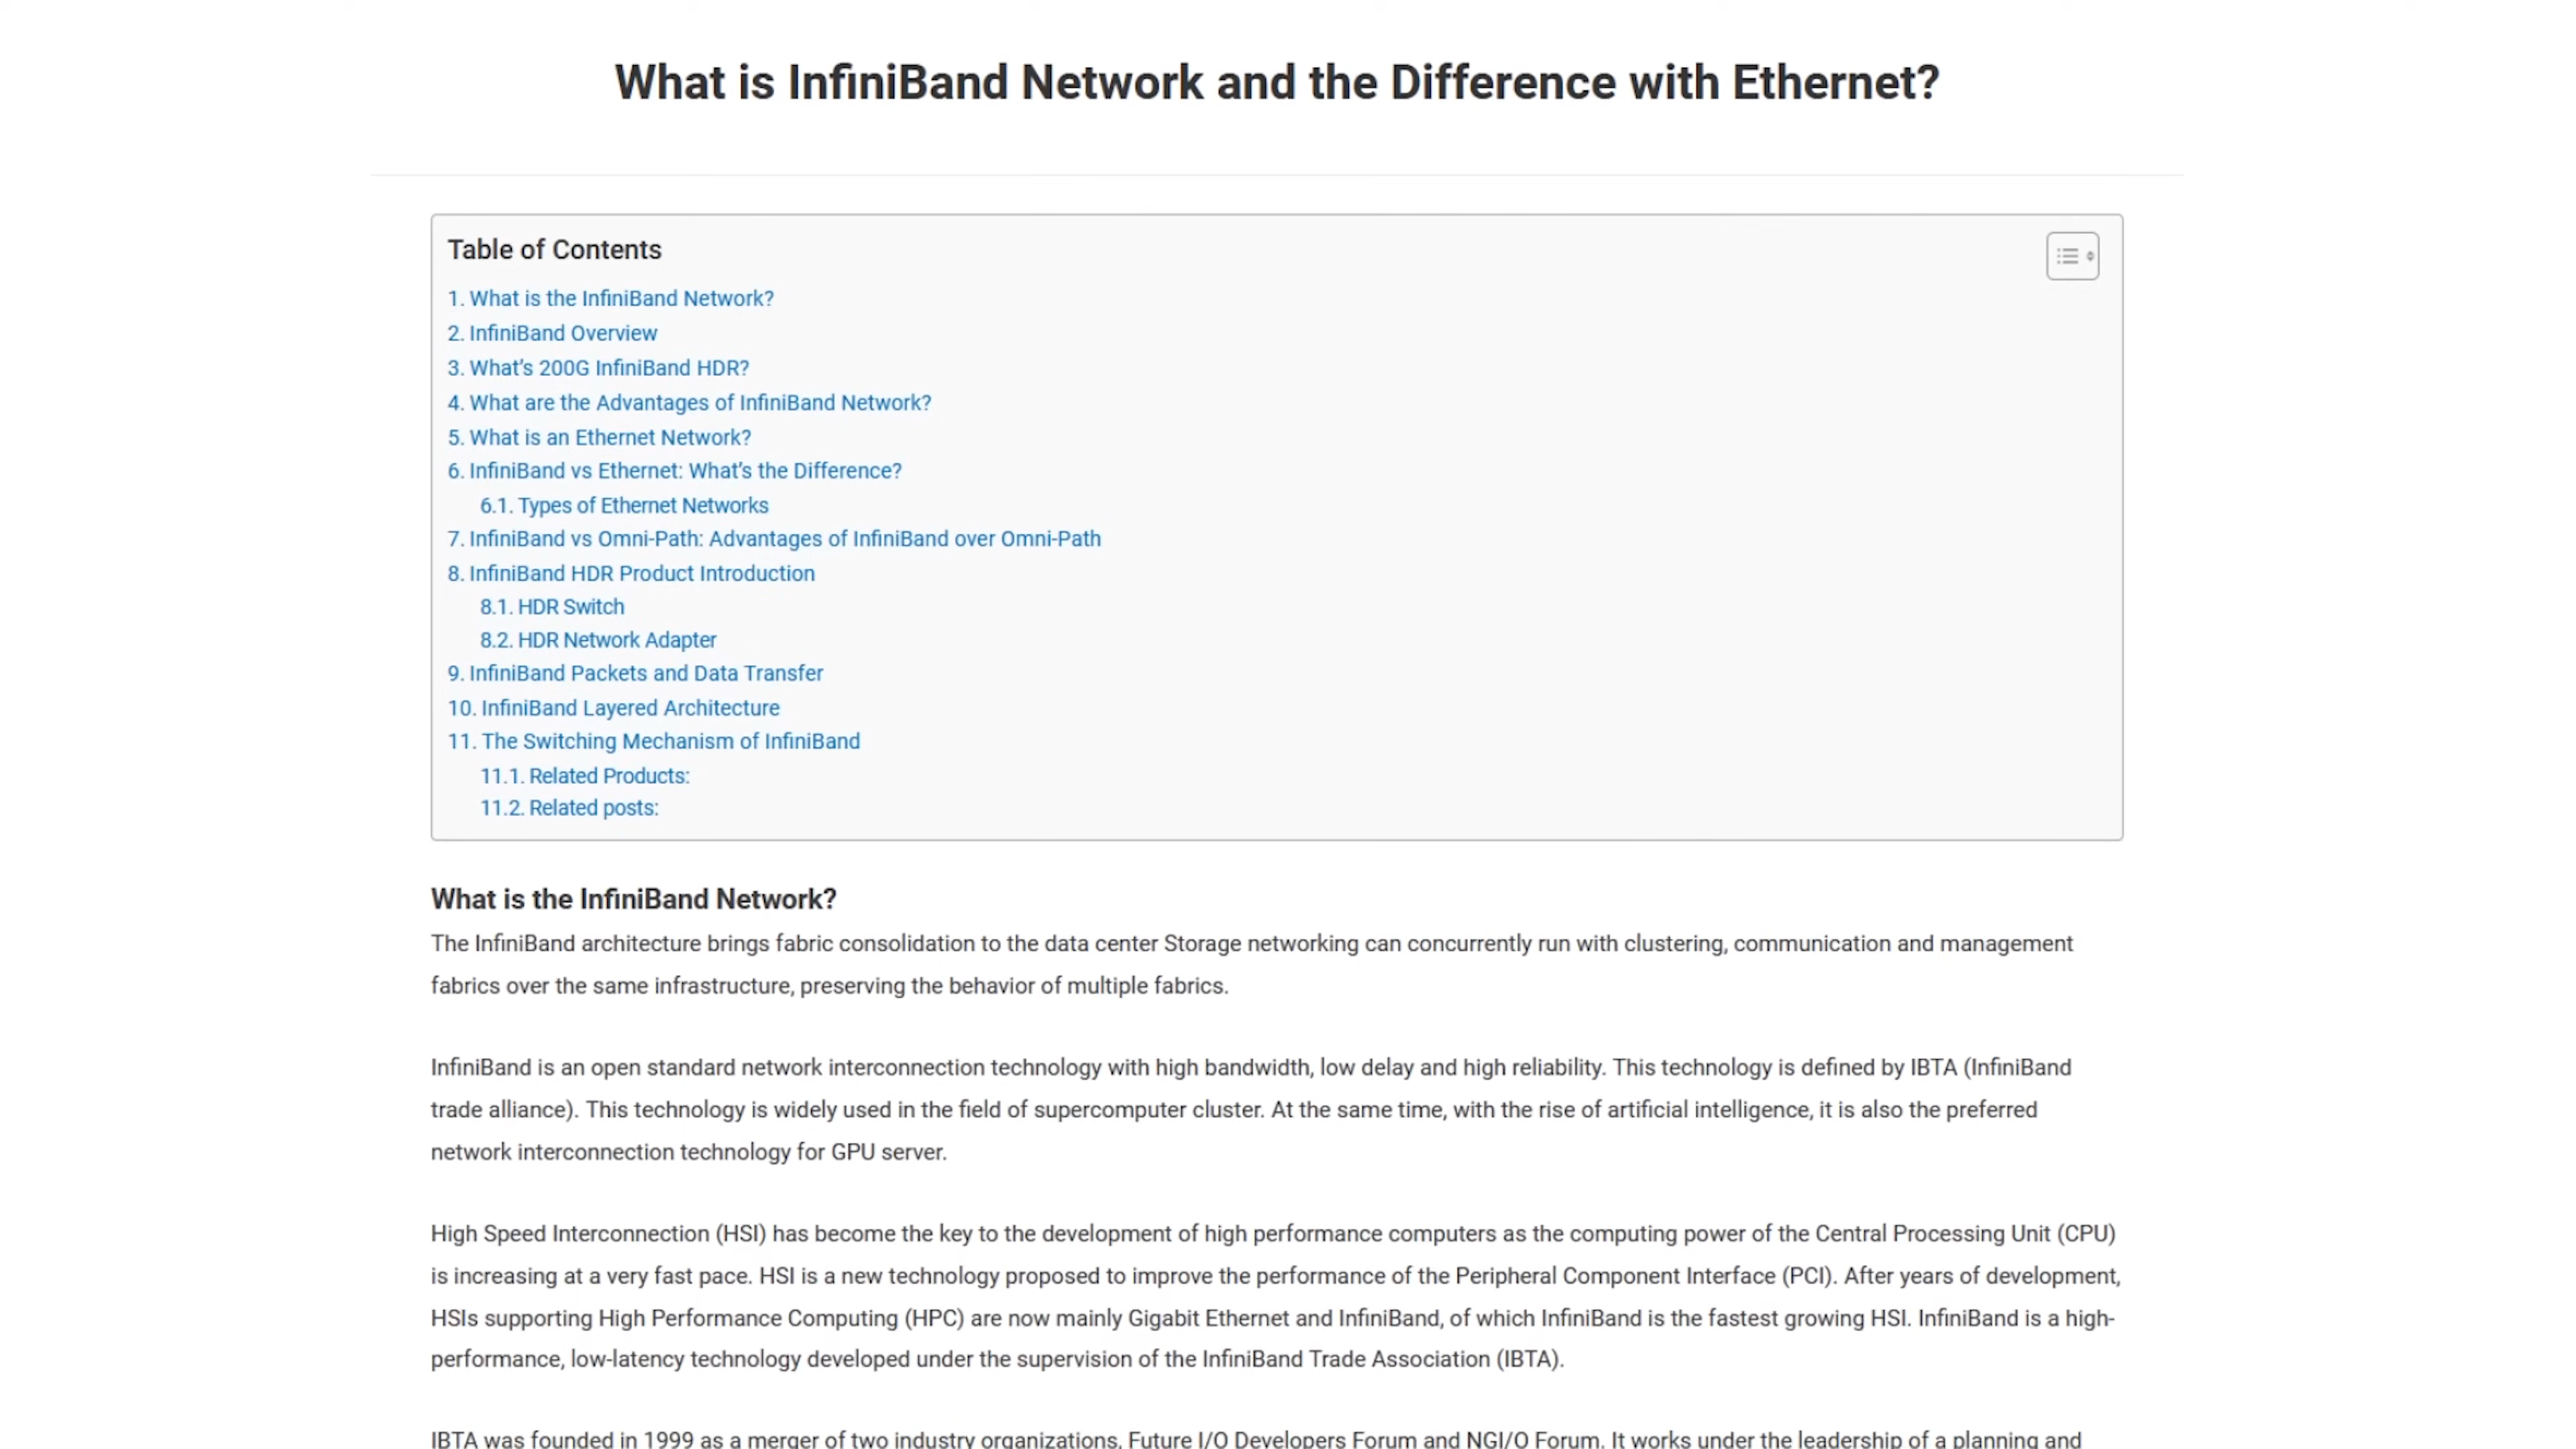 What is InfiniBand Network and the Difference with Ethernet?
Table of Contents
1. What is the InfiniBand Network?
2. InfiniBand Overview
3. What’s 200G InfiniBand HDR?
4. What are the Advantages of InfiniBand Network?
5. What is an Ethernet Network?
6. InfiniBand vs Ethernet: What’s the Difference?
6.1. Types of Ethernet Networks
7. InfiniBand vs Omni-Path: Advantages of InfiniBand over Omni-Path
8. InfiniBand HDR Product Introduction
8.1. HDR Switch
8.2. HDR Network Adapter
9. InfiniBand Packets and Data Transfer
10. InfiniBand Layered Architecture
11. The Switching Mechanism of InfiniBand
11.1. Related Products:
11.2. Related posts:
What is the InfiniBand Network?
The InfiniBand architecture brings fabric consolidation to the data center Storage networking can concurrently run with clustering, communication and management
fabrics over the same infrastructure, preserving the behavior of multiple fabrics.
InfiniBand is an open standard network interconnection technology with high bandwidth, low delay and high reliability. This technology is defined by IBTA (InfiniBand
trade alliance). This technology is widely used in the field of supercomputer cluster. At the same time, with the rise of artificial intelligence, it is also the preferred
network interconnection technology for GPU server.
High Speed Interconnection (HSI) has become the key to the development of high performance computers as the computing power of the Central Processing Unit (CPU)
is increasing at a very fast pace. HSI is a new technology proposed to improve the performance of the Peripheral Component Interface (PCI). After years of development,
HSIs supporting High Performance Computing (HPC) are now mainly Gigabit Ethernet and InfiniBand, of which InfiniBand is the fastest growing HSI. InfiniBand is a high-
performance, low-latency technology developed under the supervision of the InfiniBand Trade Association (IBTA).
IBTA was founded in 1999 as a merger of two industry organizations, Future I/O Developers Forum and NGI/O Forum. It works under the leadership of a planning and